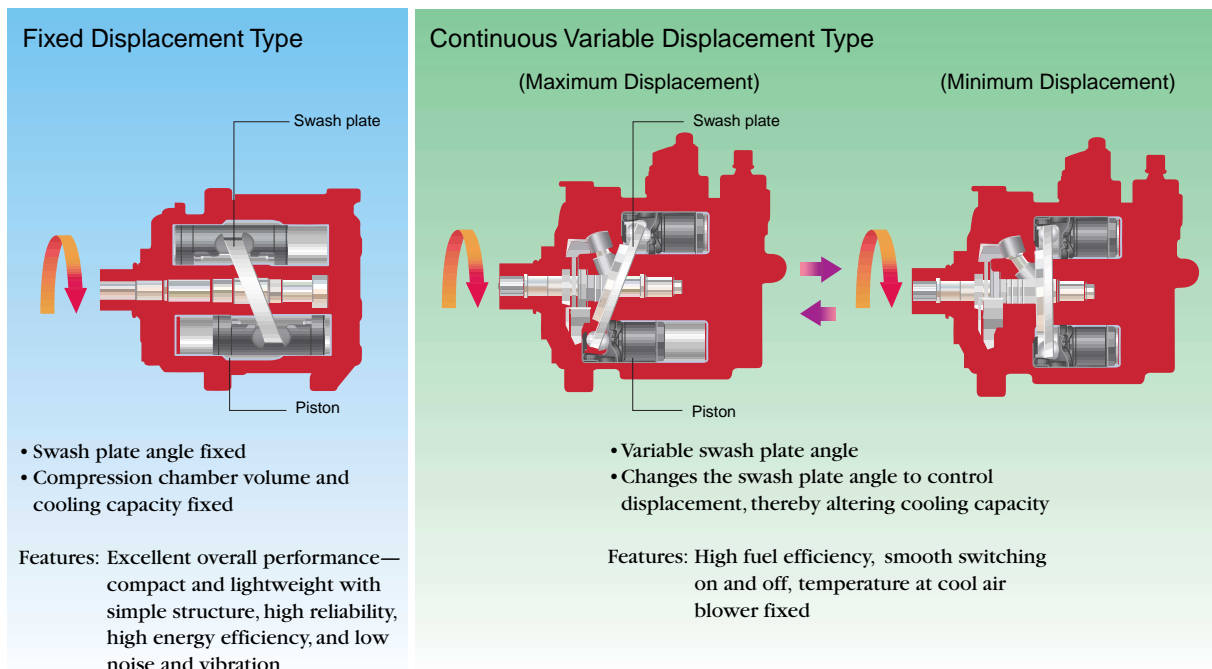 Fixed Displacement Type
Swash plate
Piston
• Swash plate angle fixed
• Compression chamber volume and
cooling capacity fixed
Features: Excellent overall performance—
compact and lightweight with
simple structure, high reliability,
high energy efficiency, and low
noise and vibration
Continuous Variable Displacement Type
(Maximum Displacement)
(Minimum Displacement)
Swash plate
Piston
• Variable swash plate angle
• Changes the swash plate angle to control
displacement, thereby altering cooling capacity
Features: High fuel efficiency, smooth switching
on and off, temperature at cool air
blower fixed